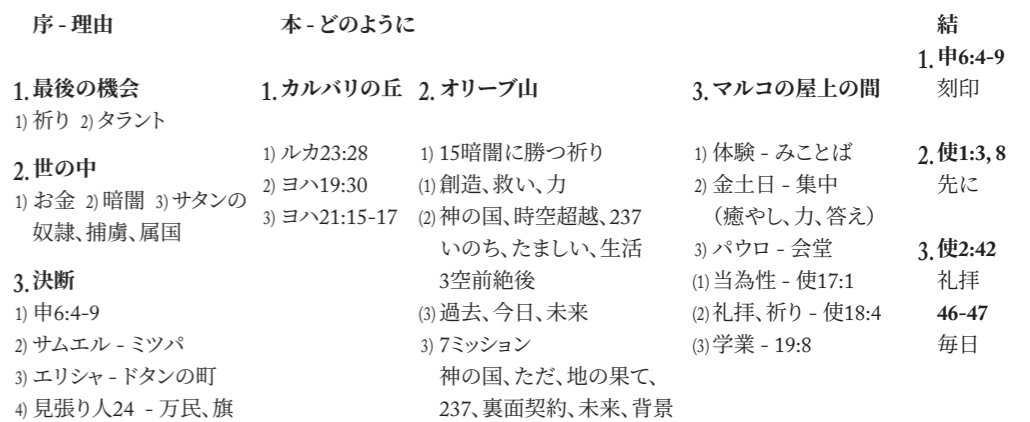 序 - 理由
1. 最後の機会
1) 祈り 2) タラント
2. 世の中
1) お金 2) 暗闇 3) サタンの
奴隷、捕虜、属国
3. 決断
1) 申6:4-9
2) サムエル - ミツパ
3) エリシャ - ドタンの町
4) 見張り人24 - 万民、旗
本 - どのように
1. カルバリの丘
1) ルカ23:28
2) ヨハ19:30
3) ヨハ21:15-17
2. オリーブ山
1) 15暗闇に勝つ祈り
(1) 創造、救い、力
(2) 神の国、時空超越、237
いのち、たましい、生活
3空前絶後
(3) 過去、今日、未来
3) 7ミッション
神の国、ただ、地の果て、
237、裏面契約、未来、背景
3. マルコの屋上の間
1) 体験 - みことば
2) 金土日 - 集中
（癒やし、力、答え）
3) パウロ - 会堂
(1) 当為性 - 使17:1
(2) 礼拝、祈り - 使18:4
(3) 学業 - 19:8
結
1. 申6:4-9
刻印
2. 使1:3, 8
先に
3. 使2:42
礼拝
46-47
毎日